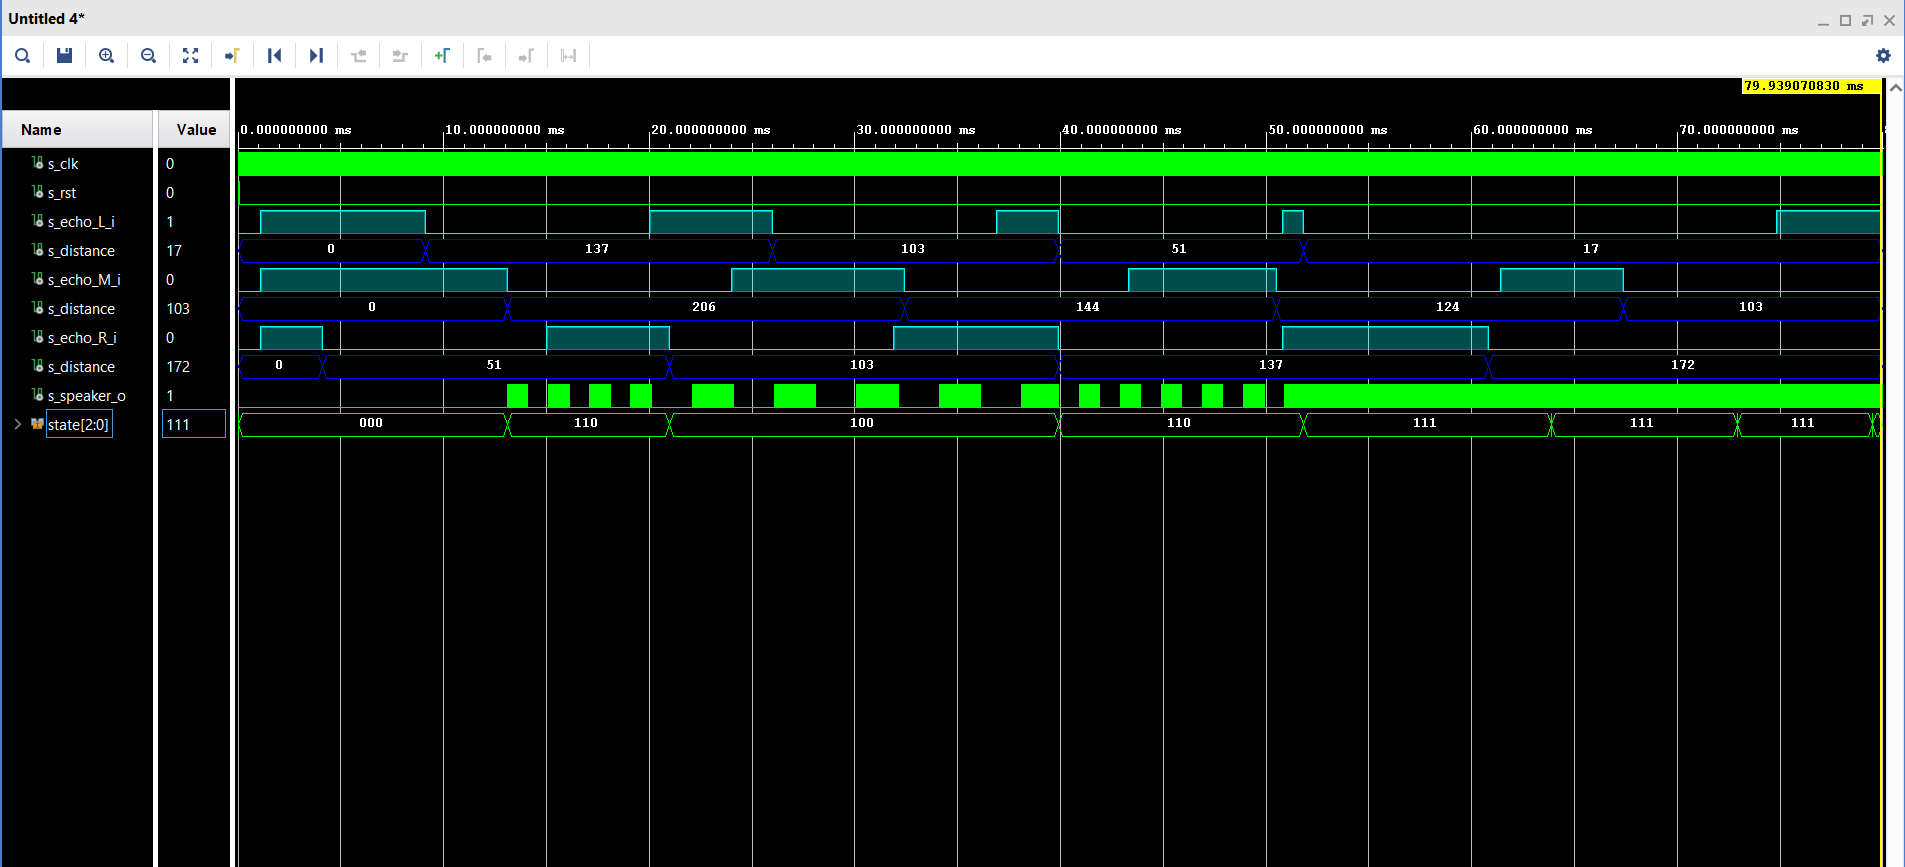 Untitled 4*
79.939070830 ms
Name Value
0.000000000 ms 10.000000000 ms 20.000000000 ms 30.000000000 ms 40.000000000 ms 50.000000000 ms 60.000000000 ms 70.000000000 ms
s_clk 0
s_rst 0
s_echo_L_i 1
s_distance 17 0 137 103 51 17
s_echo_M_i 0
s_distance 103 0 206 144 124 103
s_echo_R_i 0
s_distance 172 0 51 103 137 172
s_speaker_o 1
state[2:0] 111 000 110 100 110 111 111 111